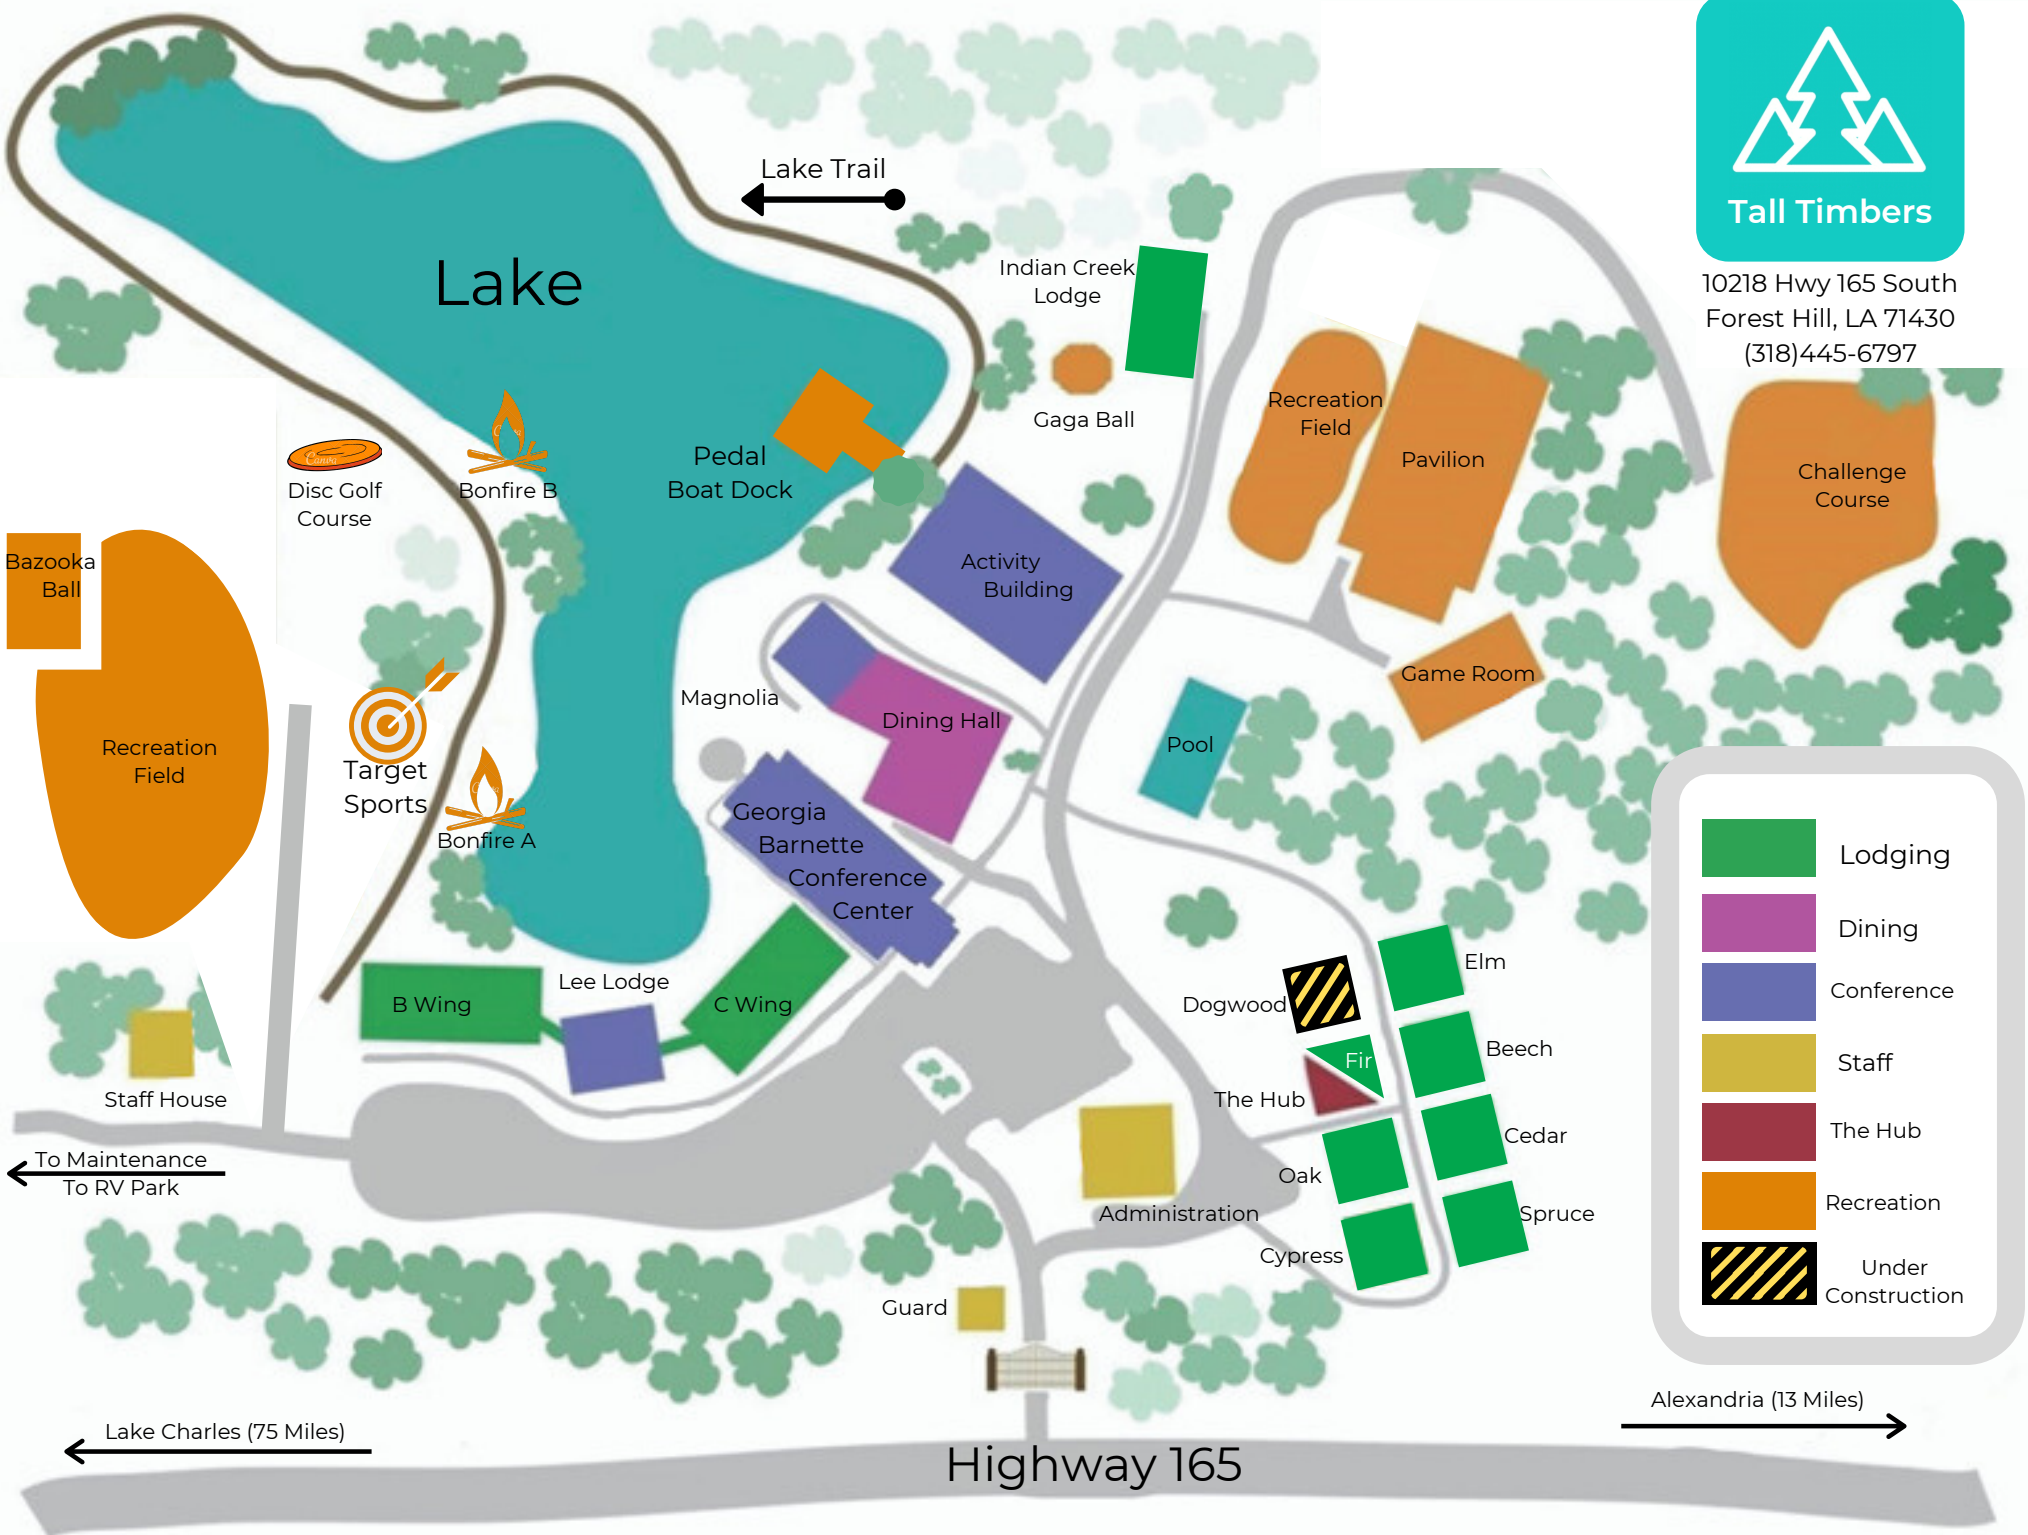 Tall Timbers
10218 Hwy 165 South
Forest Hill, LA 71430
(318)445-6797
Lake Trail
Lake
Indian Creek
Lodge
Gaga Ball
Recreation
Field
Pavilion
Challenge
Course
Pedal
Boat Dock
Disc Golf
Course
Bonfire B
Bazooka
Ball
Activity
Building
Game Room
Magnolia
Dining Hall
Pool
Recreation
Field
Target
Sports
Bonfire A
Georgia
Barnette
Conference
Center
Lodging
Dining
Conference
Staff
The Hub
Recreation
Under
Construction
B Wing
Lee Lodge
C Wing
Dogwood
Elm
Fir
Beech
The Hub
Cedar
Oak
Spruce
Cypress
Staff House
To Maintenance
To RV Park
Administration
Guard
Lake Charles (75 Miles)
Alexandria (13 Miles)
Highway 165